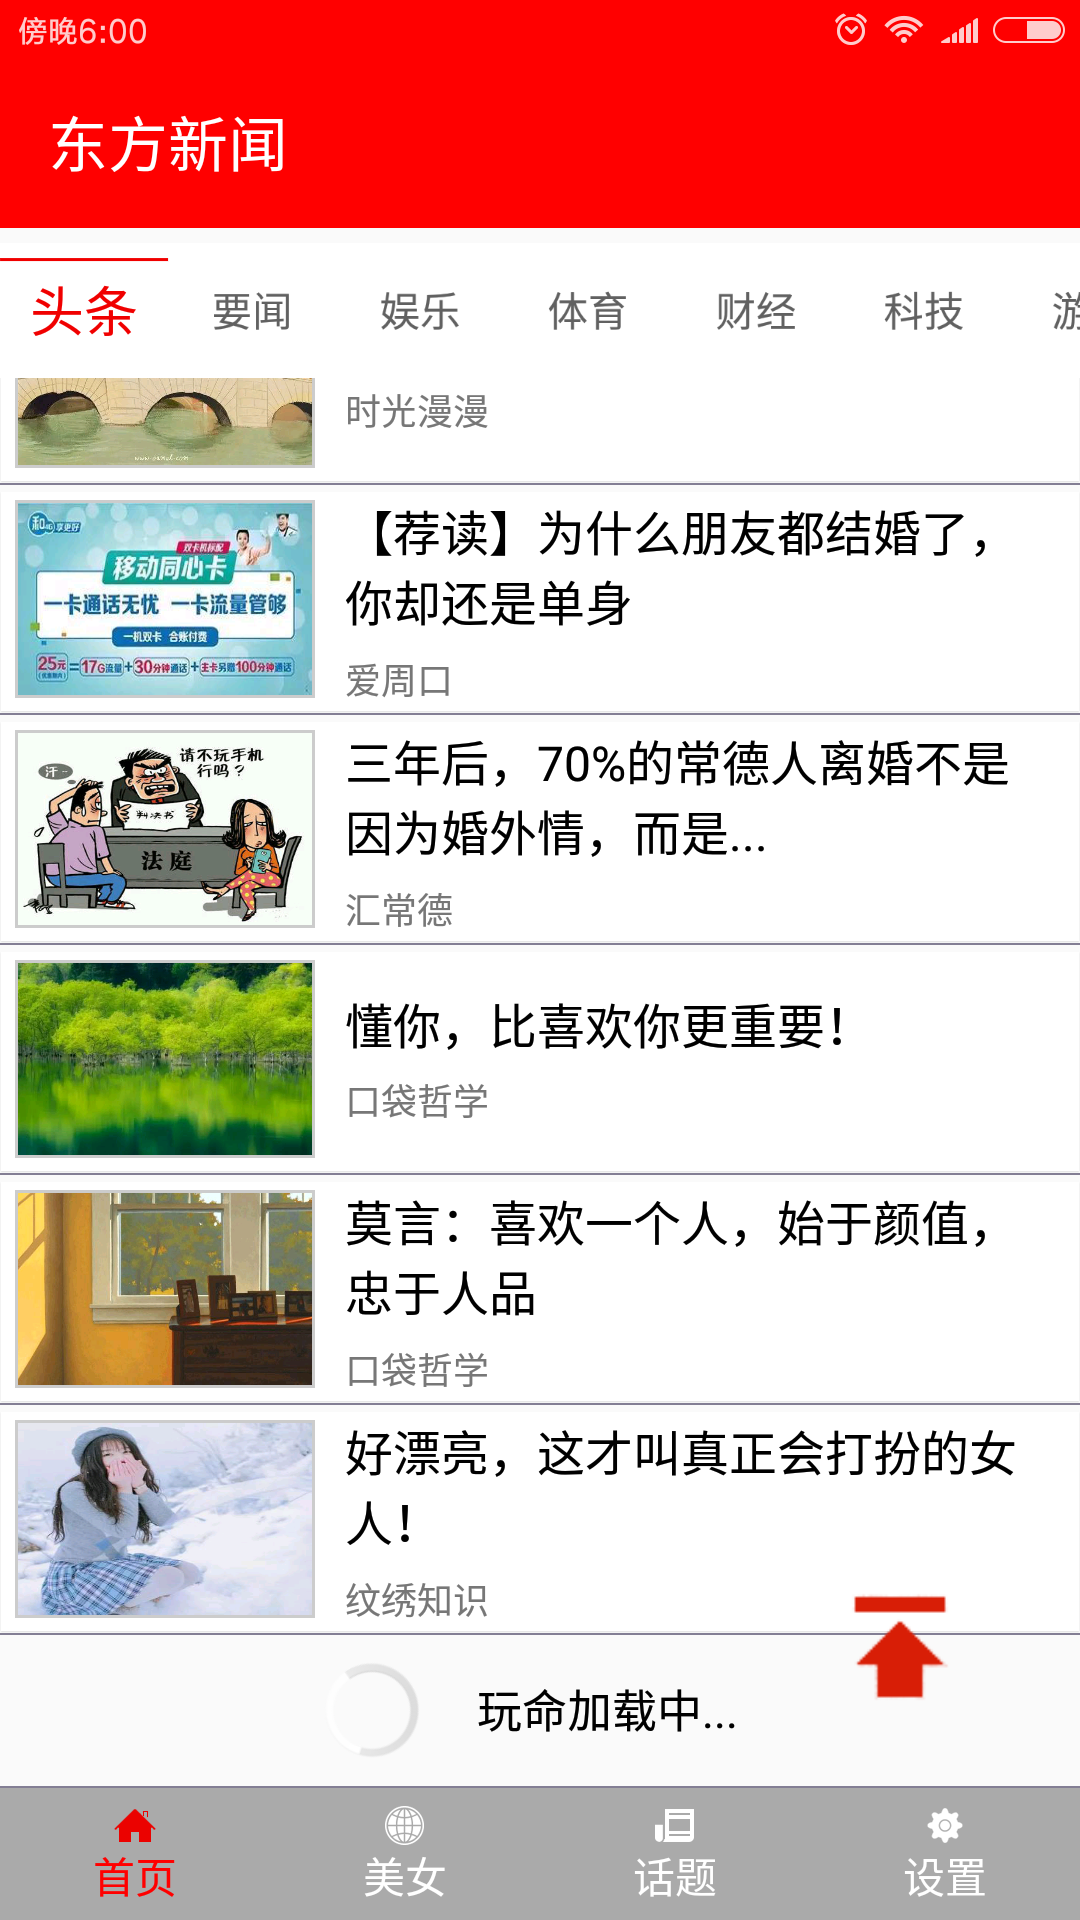 傍晚6:00
东方新闻
头条 要闻 娱乐 体育 财经 科技 游
时光漫漫
和4G 享更好
双卡机标配
移动同心卡
一卡通话无忧 一卡流量管够
一机双卡 合账付费
25元=17G流量+30分钟通话+主卡另赠100分钟通话
【荐读】为什么朋友都结婚了，
你却还是单身
爱周口
请不玩手机
行吗？
汗...
判决书
法庭
三年后，70%的常德人离婚不是
因为婚外情，而是...
汇常德
懂你，比喜欢你更重要！
口袋哲学
莫言：喜欢一个人，始于颜值，
忠于人品
口袋哲学
好漂亮，这才叫真正会打扮的女
人！
纹绣知识
玩命加载中...
首页 美女 话题 设置